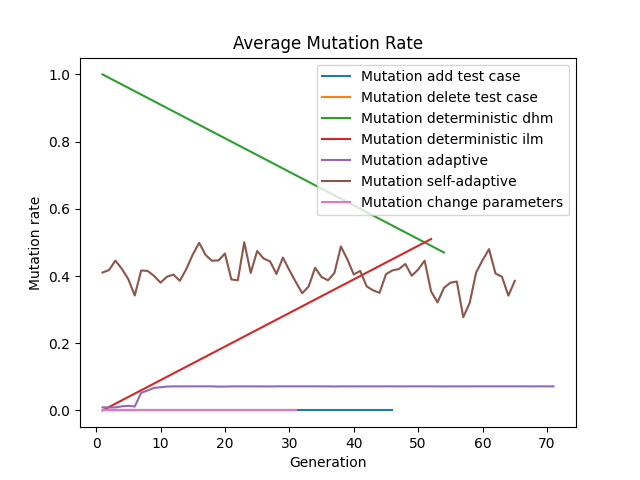 Average Mutation Rate
Mutation add test case
Mutation delete test case
Mutation deterministic dhm
Mutation deterministic ilm
Mutation adaptive
Mutation self-adaptive
Mutation change parameters
Mutation rate
1.0
0.8
0.6
0.4
0.2
0.0
0 10 20 30 40 50 60 70
Generation